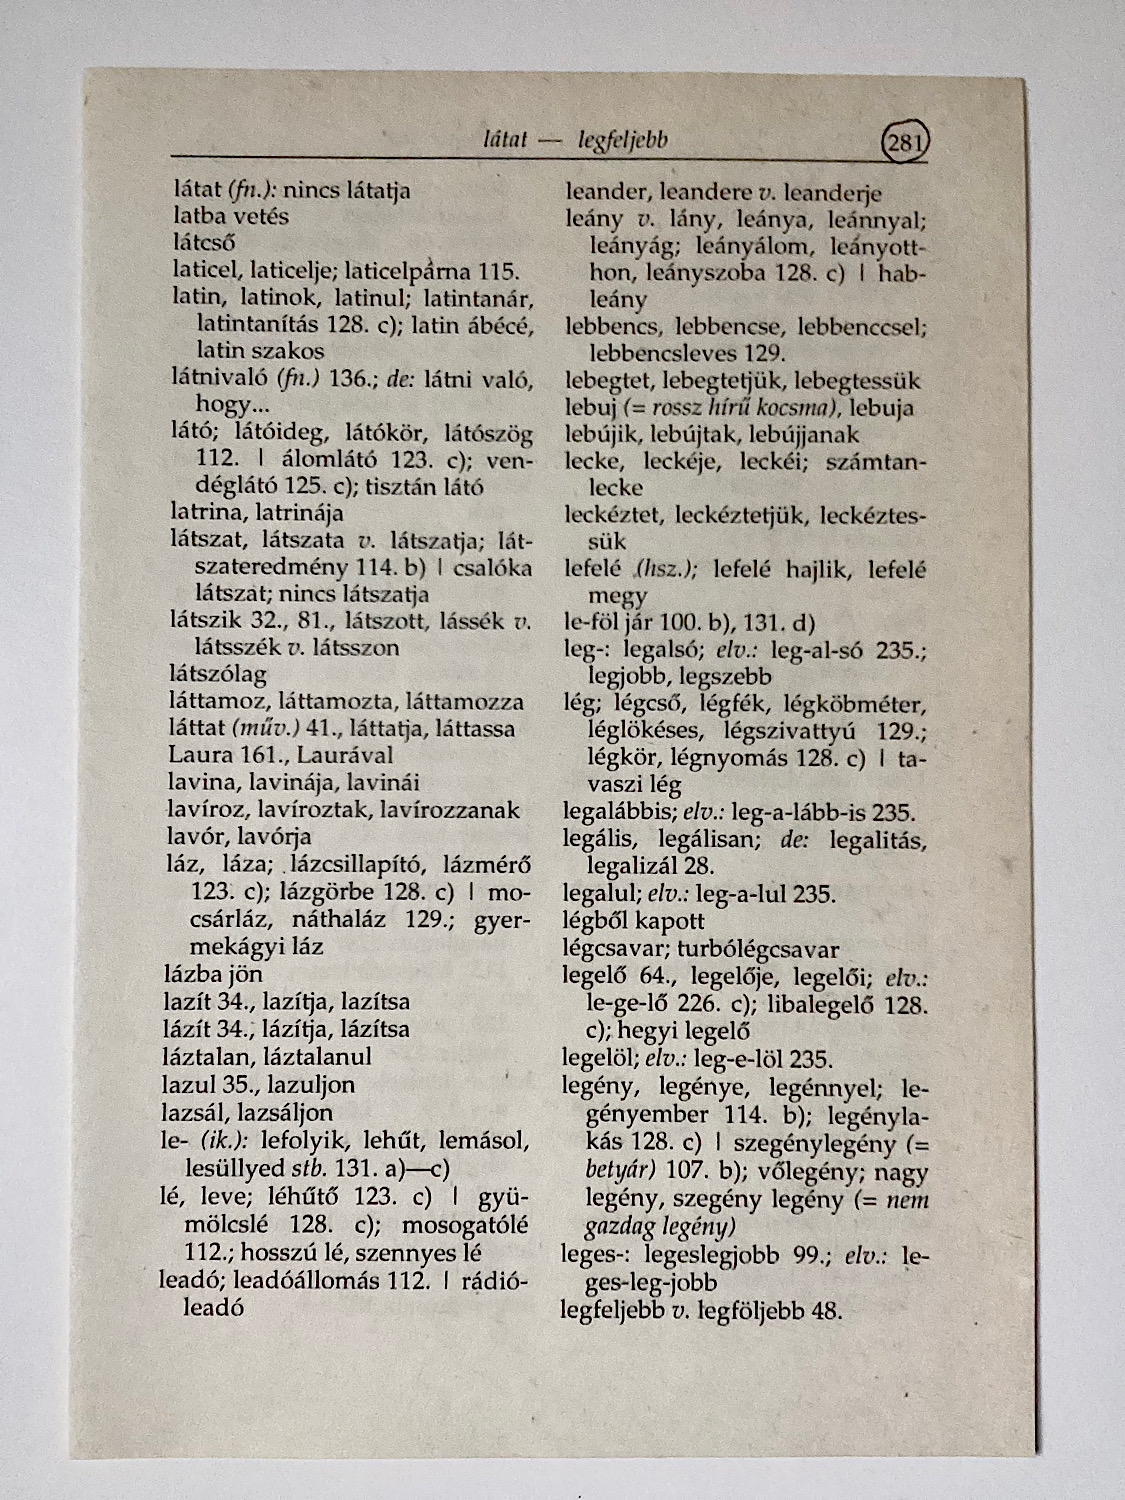 látat — legfeljebb 281
látat (fn.): nincs látatja
latba vetés
látcső
laticel, laticelje; laticelpárna 115.
latin, latinok, latinul; latintanár,
latintanítás 128. c); latin ábécé,
latin szakos
látnivaló (fn.) 136.; de: látni való,
hogy...
látó; látóideg, látókör, látószög
112. | álomlátó 123. c); ven-
déglátó 125. c); tisztán látó
latrina, latrinája
látszat, látszata v. látszatja; lát-
szateredmény 114. b) | csalóka
látszat; nincs látszatja
látszik 32., 81., látszott, lássék v.
látsszék v. látsszon
látszólag
láttamoz, láttamozta, láttamozza
láttat (műv.) 41., láttatja, láttassa
Laura 161., Laurával
lavina, lavinája, lavinái
lavíroz, lavíroztak, lavírozzanak
lavór, lavórja
láz, láza; lázcsillapító, lázmérő
123. c); lázgörbe 128. c) | mo-
csárláz, náthaláz 129.; gyer-
mekágyi láz
lázba jön
lazít 34., lazítja, lazítsa
lázít 34., lázítja, lázítsa
láztalan, láztalanul
lazul 35., lazuljon
lazsál, lazsáljon
le- (ik.): lefolyik, lehűt, lemásol,
lesüllyed stb. 131. a)—c)
lé, leve; léhűtő 123. c) | gyü-
mölcslé 128. c); mosogatólé
112.; hosszú lé, szennyes lé
leadó; leadóállomás 112. | rádió-
leadó
leander, leandere v. leanderje
leány v. lány, leánya, leánnyal;
leányág; leányálom, leányott-
hon, leányszoba 128. c) | hab-
leány
lebbencs, lebbencse, lebbenccsel;
lebbencsleves 129.
lebegtet, lebegtetjük, lebegtessük
lebuj (= rossz hírű kocsma), lebuja
lebújik, lebújtak, lebújjanak
lecke, leckéje, leckéi; számtan-
lecke
leckéztet, leckéztetjük, leckéztes-
sük
lefelé (hsz.); lefelé hajlik, lefelé
megy
le-föl jár 100. b), 131. d)
leg-: legalsó; elv.: leg-al-só 235.;
legjobb, legszebb
lég; légcső, légfék, légköbméter,
léglökéses, légszivattyú 129.;
légkör, légnyomás 128. c) | ta-
vaszi lég
legalábbis; elv.: leg-a-lább-is 235.
legális, legálisan; de: legalitás,
legalizál 28.
legalul; elv.: leg-a-lul 235.
légből kapott
légcsavar; turbólégcsavar
legelő 64., legelője, legelői; elv.:
le-ge-lő 226. c); libalegelő 128.
c); hegyi legelő
legelöl; elv.: leg-e-löl 235.
legény, legénye, legénnyel; le-
gényember 114. b); legényla-
kás 128. c) | szegénylegény (=
betyár) 107. b); vőlegény; nagy
legény, szegény legény (= nem
gazdag legény)
leges-: legeslegjobb 99.; elv.: le-
ges-leg-jobb
legfeljebb v. legföljebb 48.